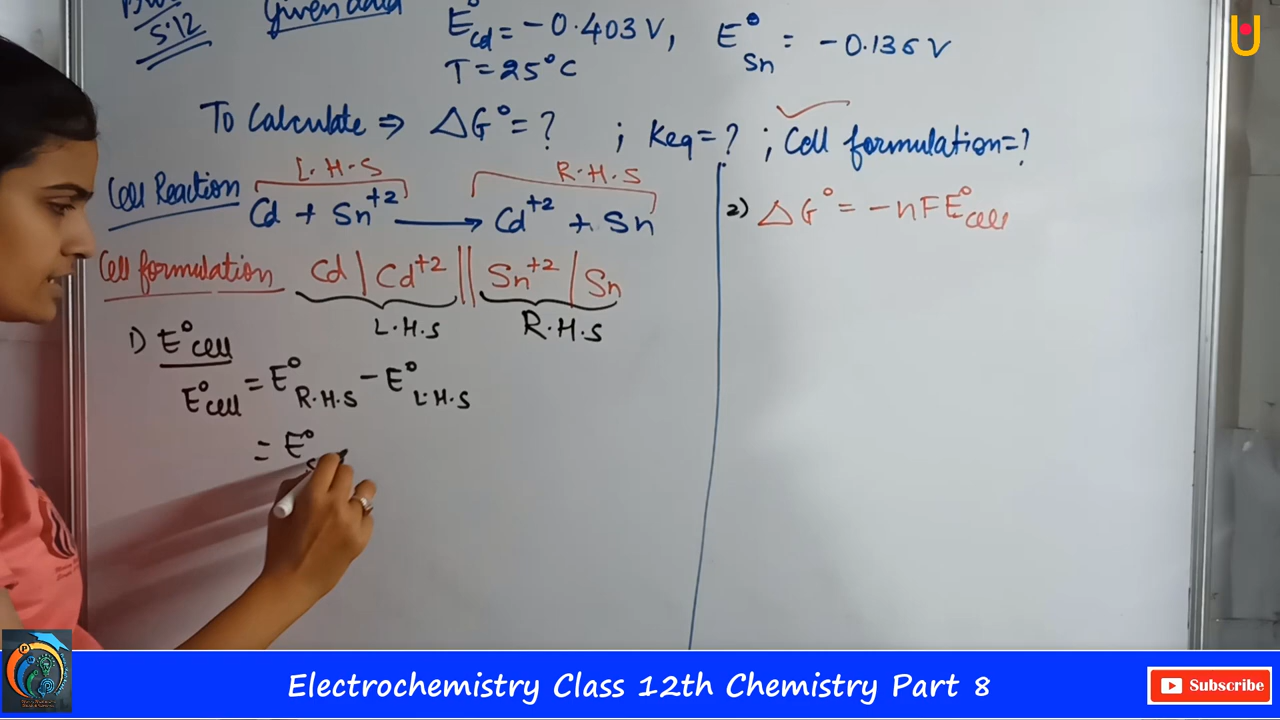 5.12 Given data E°Cd = -0.403 V, E°Sn = -0.136 V
T = 25°C
To Calculate ⇒ ΔG° = ? ; Keq = ? ; Cell formulation = ?
L.H.S R.H.S
Cell Reaction Cd + Sn+2 ⟶ Cd+2 + Sn
Cell formulation Cd | Cd+2 || Sn+2 / Sn
L.H.S R.H.S
1) E°cell
E°cell = E°R.H.S - E°L.H.S
= E°
2) ΔG° = -nFE°cell
Electrochemistry Class 12th Chemistry Part 8
Subscribe